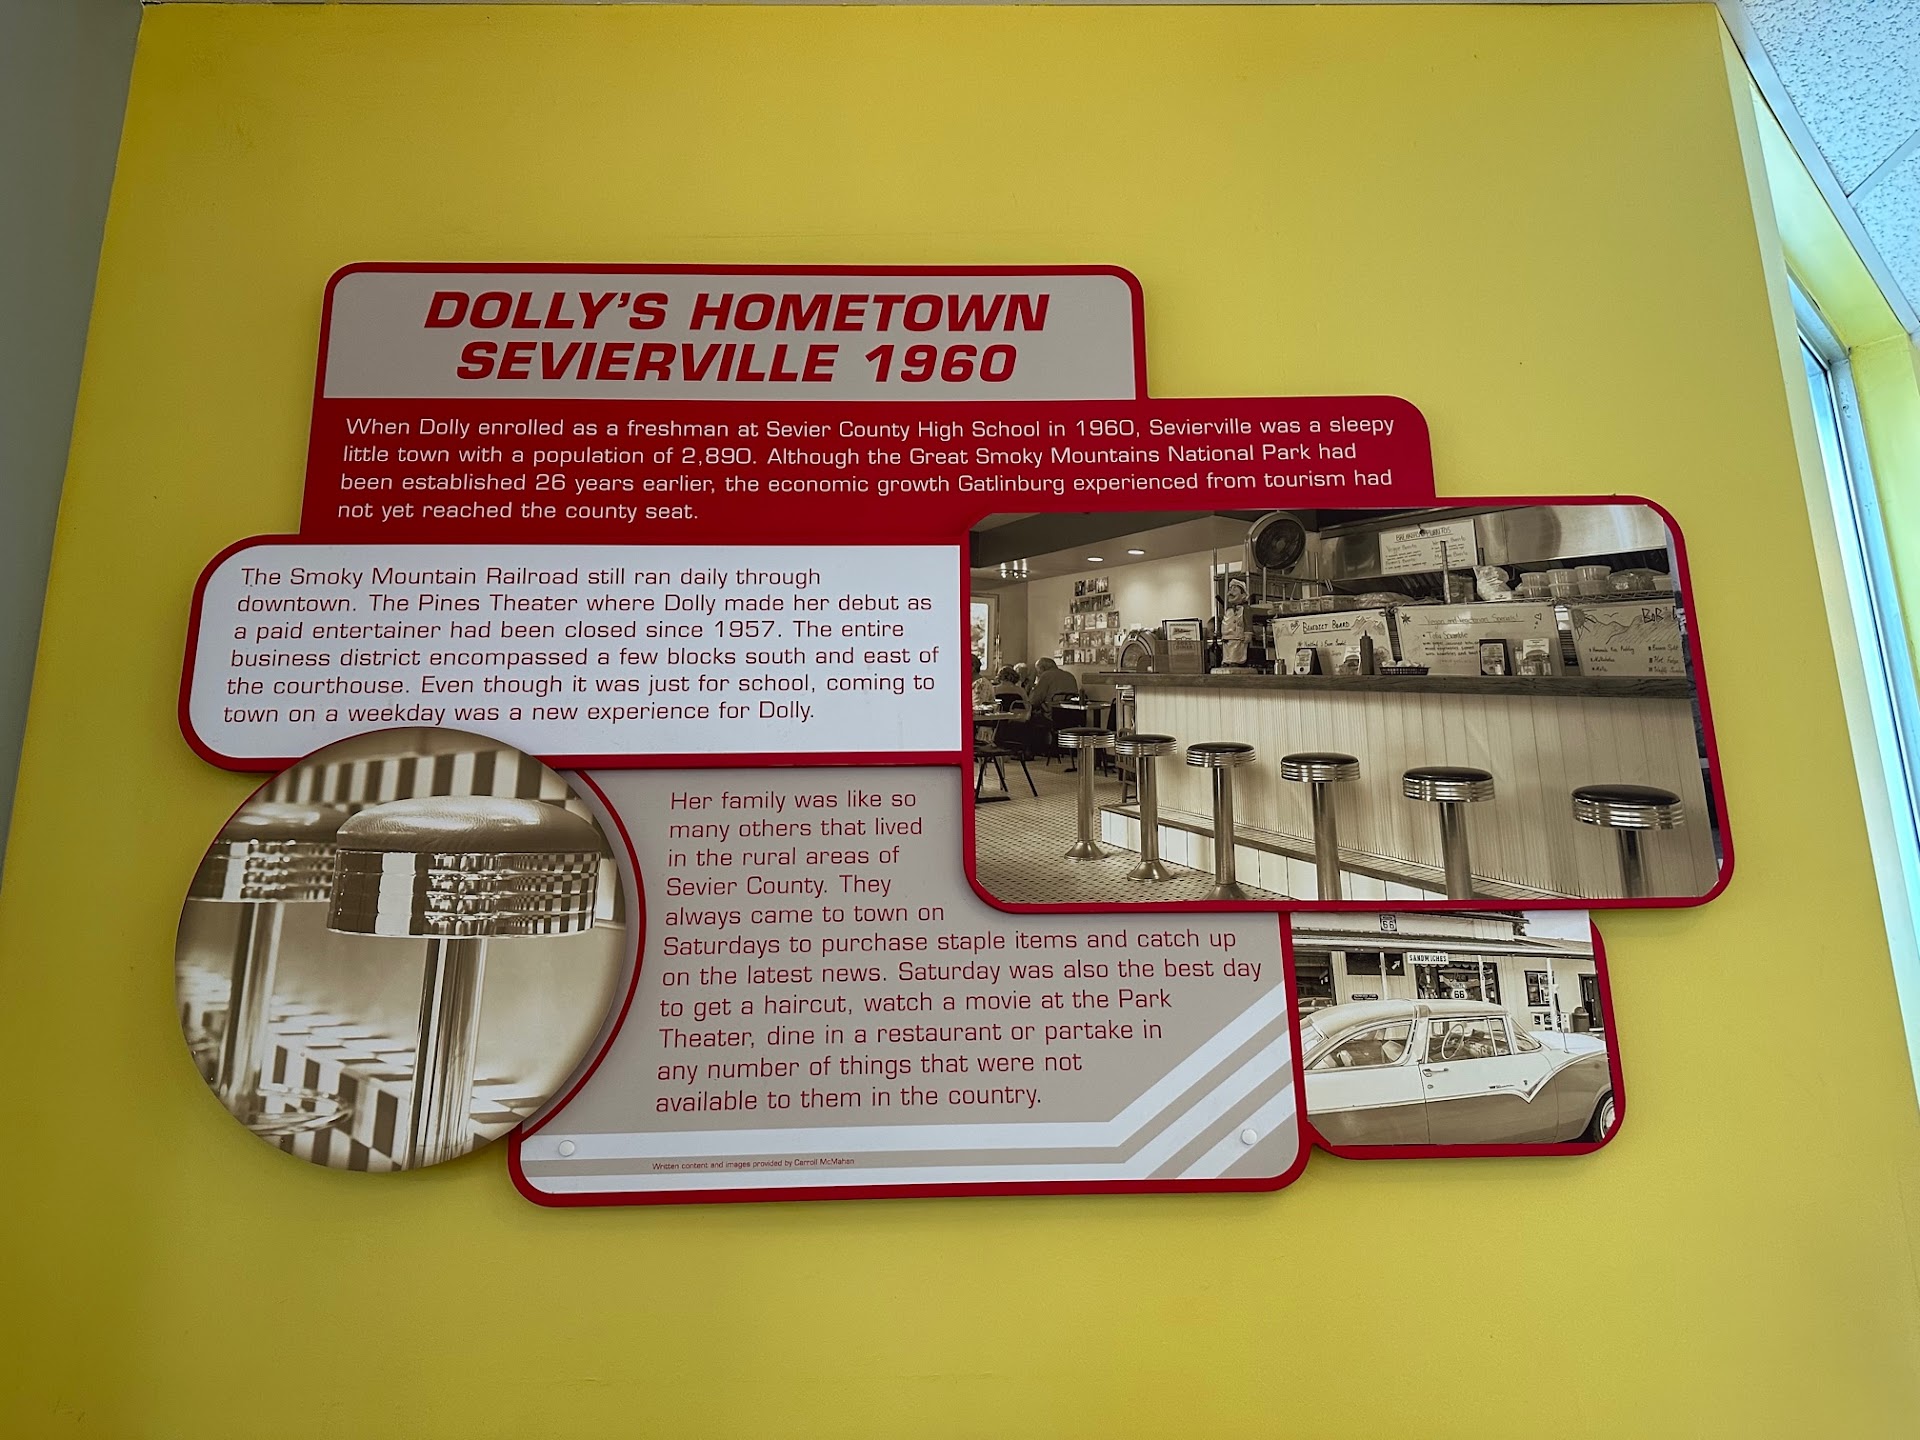 DOLLY'S HOMETOWN
SEVIERVILLE 1960
When Dolly enrolled as a freshman at Sevier County High School in 1960, Sevierville was a sleepy
little town with a population of 2,890. Although the Great Smoky Mountains National Park had
been established 26 years earlier, the economic growth Gatlinburg experienced from tourism had
not yet reached the county seat.
The Smoky Mountain Railroad still ran daily through
downtown. The Pines Theater where Dolly made her debut as
a paid entertainer had been closed since 1957. The entire
business district encompassed a few blocks south and east of
the courthouse. Even though it was just for school, coming to
town on a weekday was a new experience for Dolly.
Her family was like so
many others that lived
in the rural areas of
Sevier County. They
always came to town on
Saturdays to purchase staple items and catch up
on the latest news. Saturday was also the best day
to get a haircut, watch a movie at the Park
Theater, dine in a restaurant or partake in
any number of things that were not
available to them in the country.
Written content and images provided by Carroll McMahan
BENEDICT BOARD
BaB
66
SANDWICHES
66